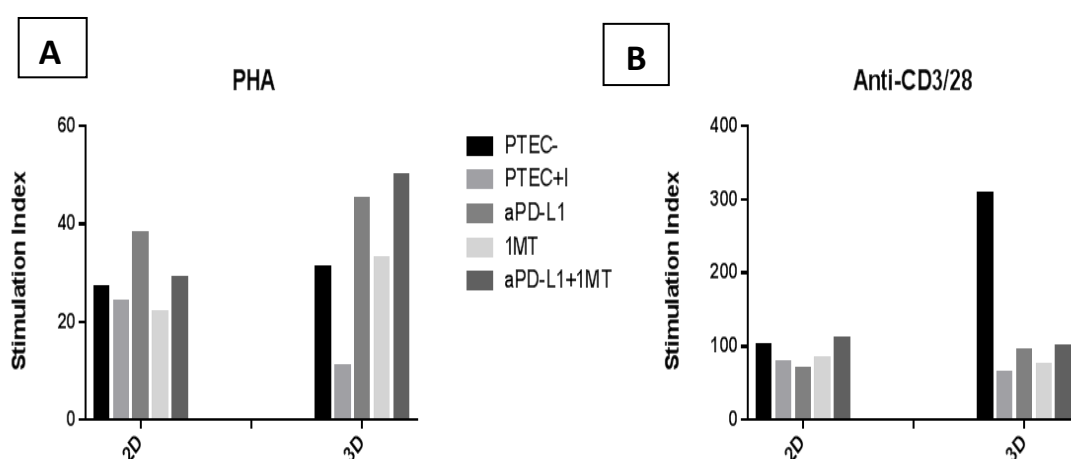 A
PHA
Stimulation Index
60
40
20
0
2D
3D
PTEC-
PTEC+I
aPD-L1
1MT
aPD-L1+1MT
B
Anti-CD3/28
Stimulation Index
400
300
200
100
0
2D
3D